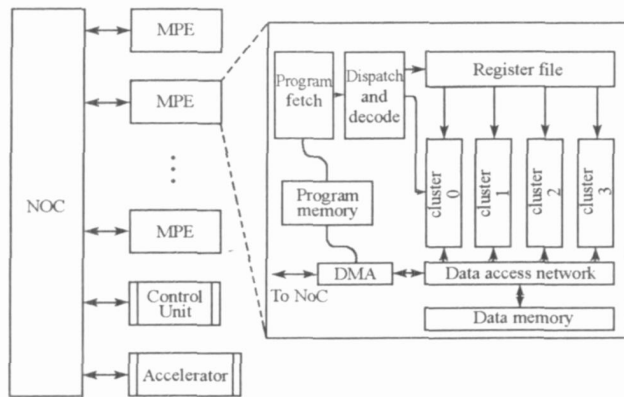 NOC
MPE
MPE
MPE
Control
Unit
Accelerator
Program
fetch
Dispatch
and
decode
Register file
Program
memory
cluster
0
cluster
1
cluster
2
cluster
3
DMA
To NoC
Data access network
Data memory